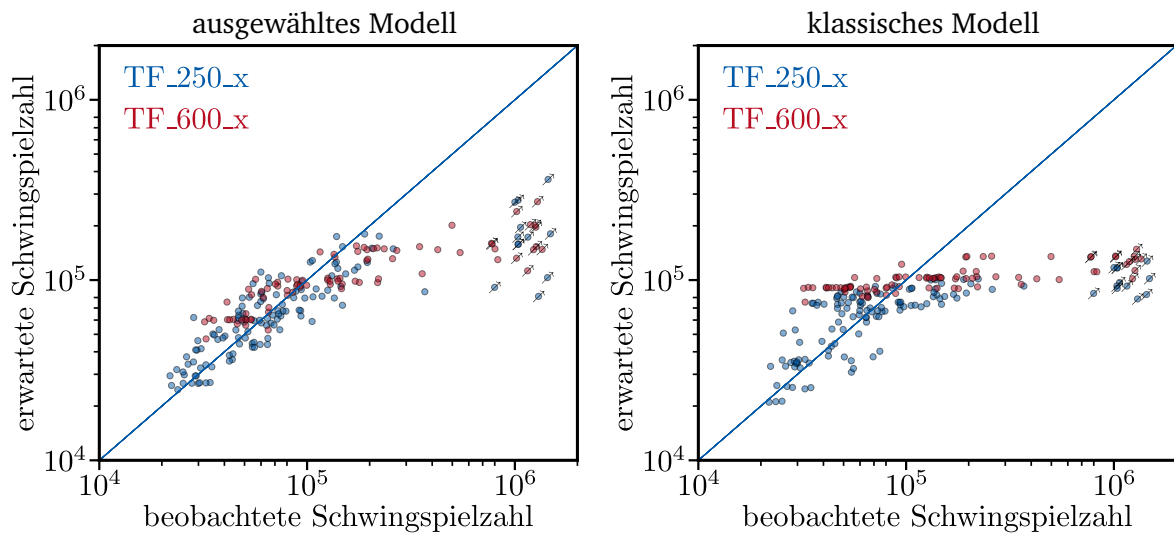 ausgewähltes Modell
erwartete Schwingspielzahl
10^6
10^5
10^4
TF_250_x
TF_600_x
10^4 10^5 10^6
beobachtete Schwingspielzahl
klassisches Modell
erwartete Schwingspielzahl
10^6
10^5
10^4
TF_250_x
TF_600_x
10^4 10^5 10^6
beobachtete Schwingspielzahl